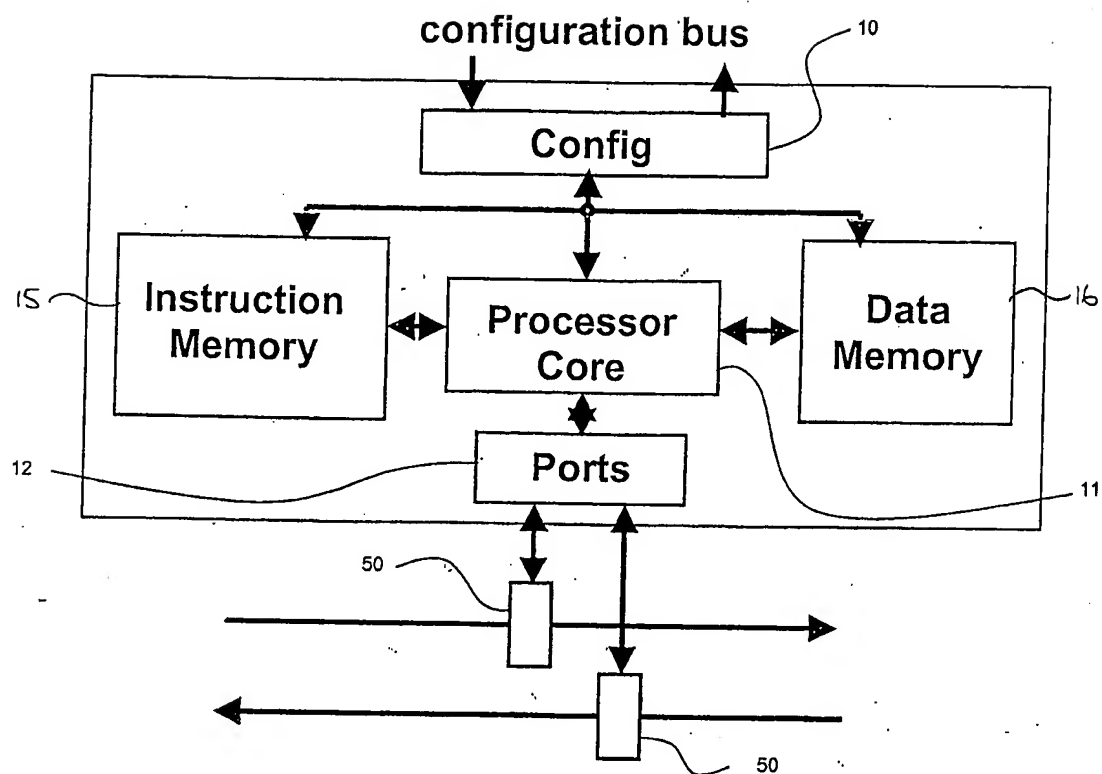 configuration bus
10
Config
15
Instruction
Memory
Processor
Core
Data
Memory
16
12
Ports
11
50
50